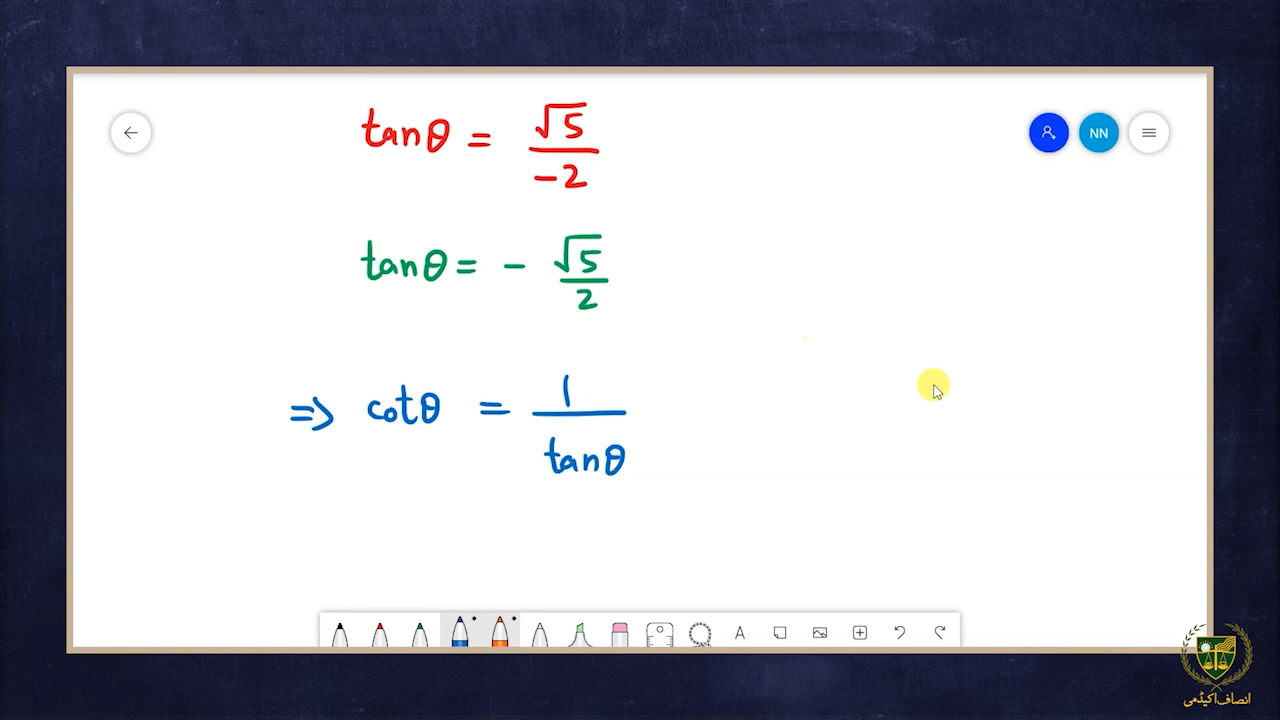 tanθ = √5 / -2
NN
tanθ = - √5 / 2
⇒ cotθ = 1 / tanθ
A
انصاف اکیڈمی